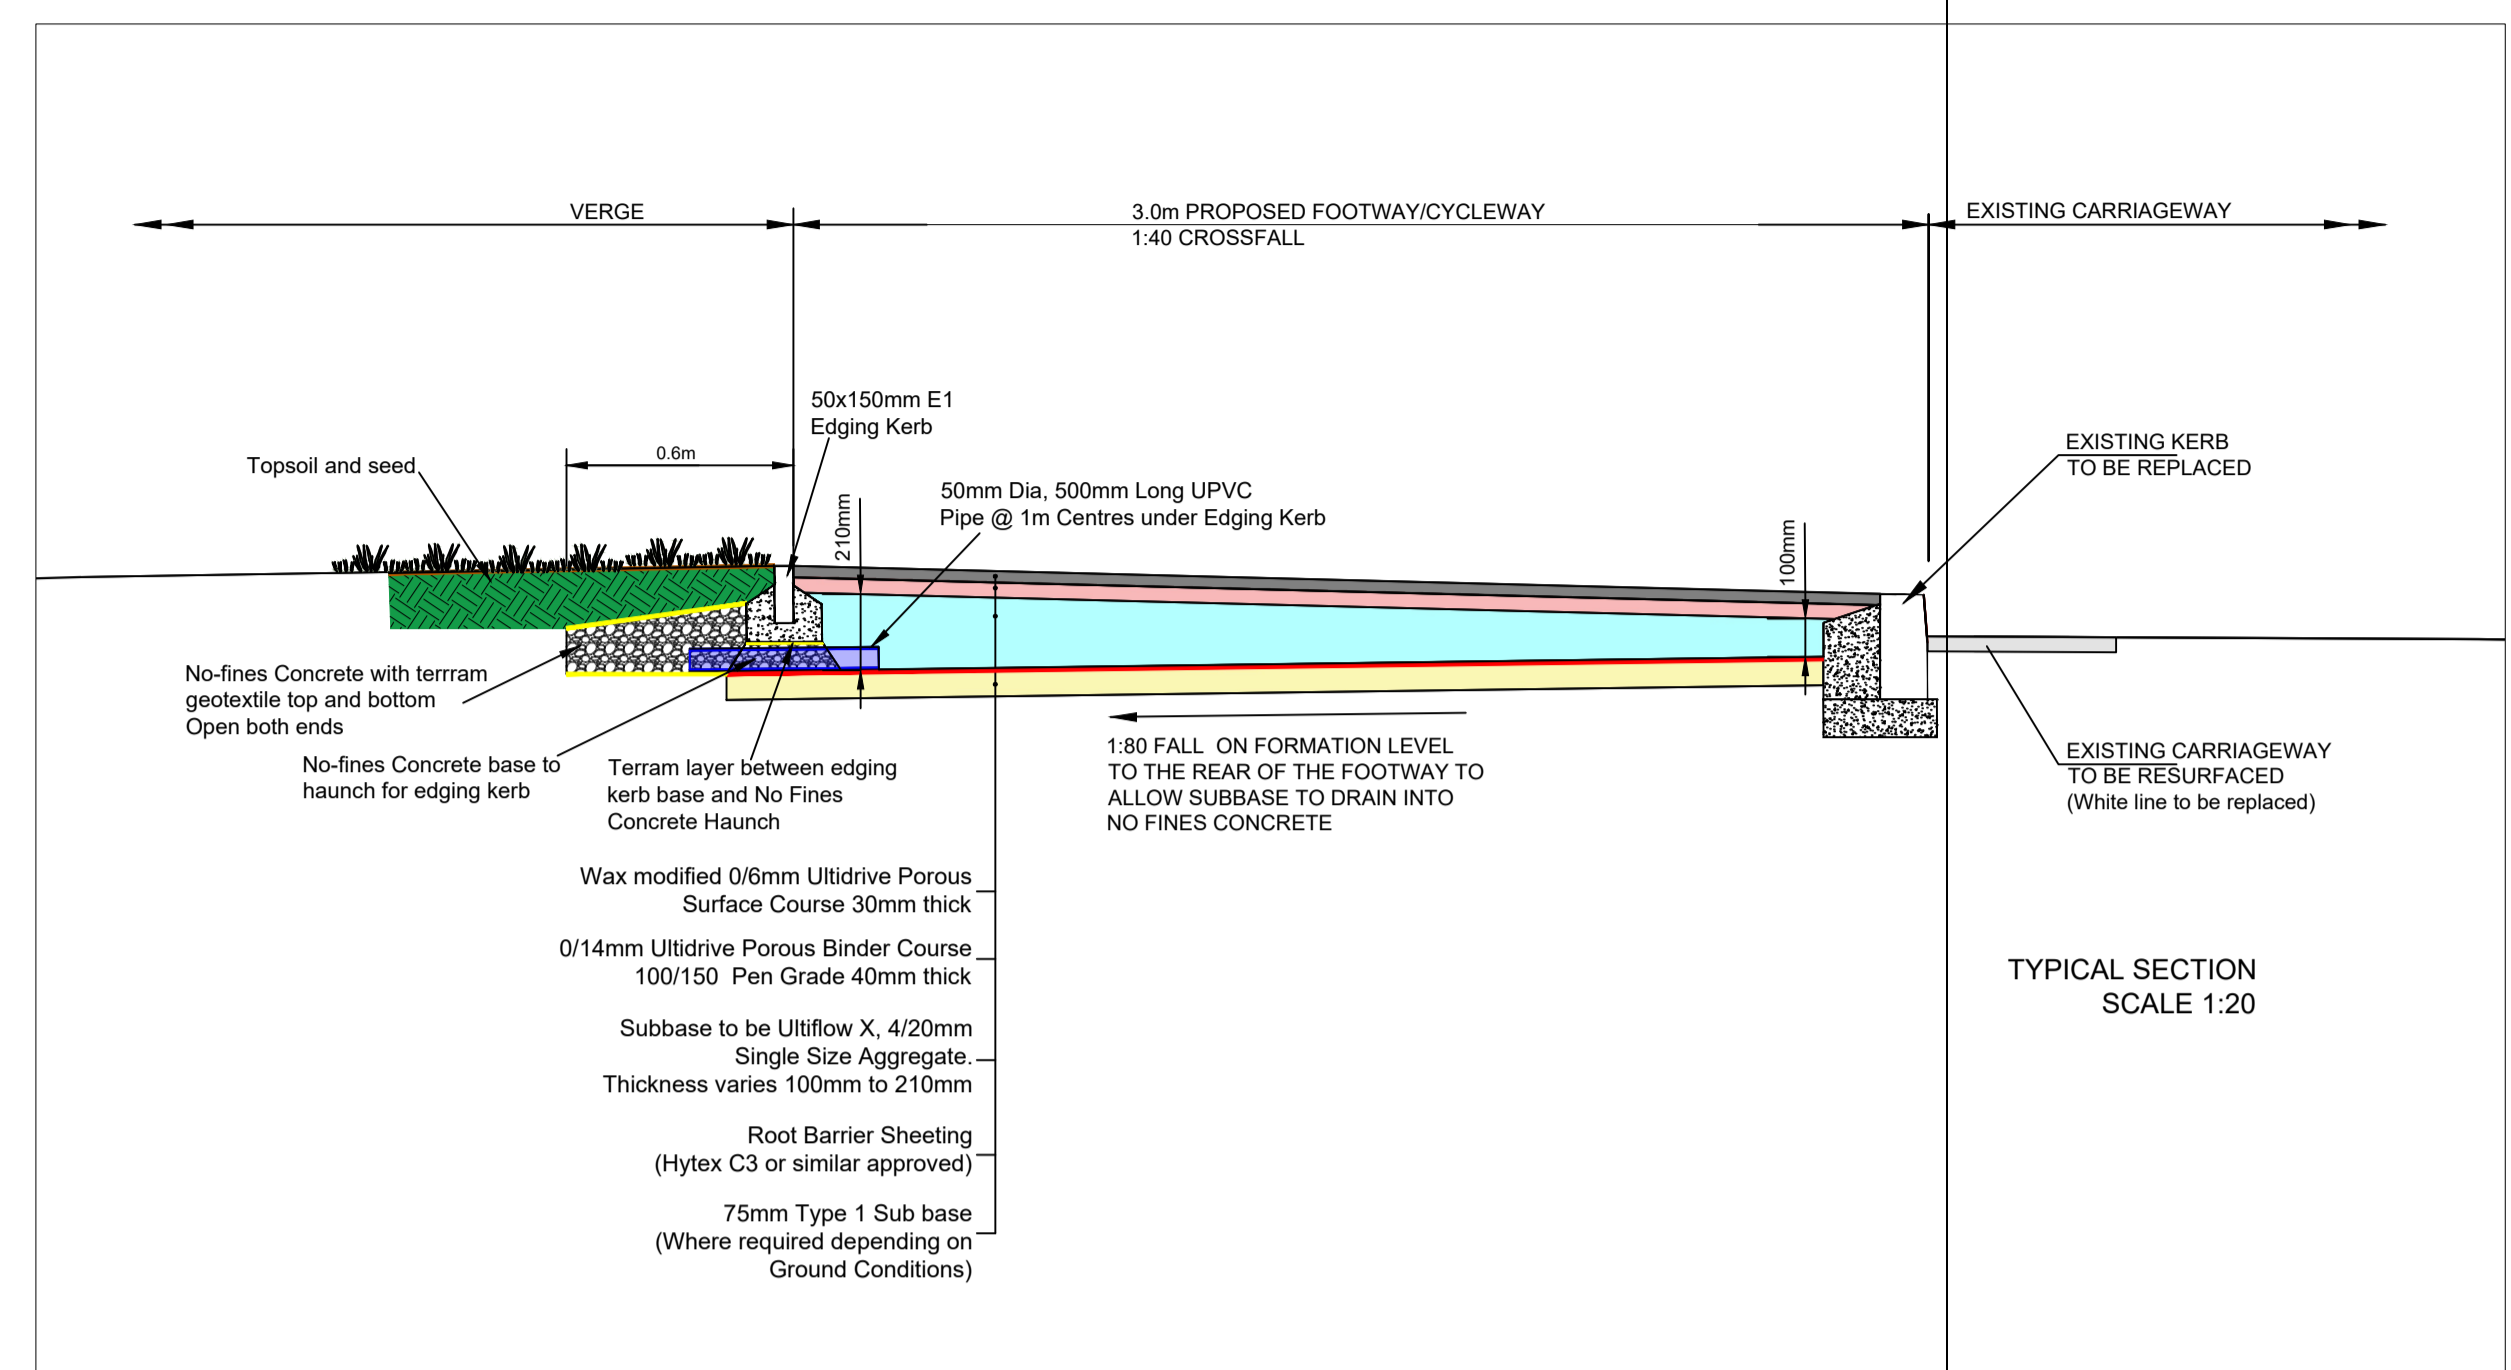 VERGE
3.0m PROPOSED FOOTWAY/CYCLEWAY
1:40 CROSSFALL
EXISTING CARRIAGEWAY
50x150mm E1
Edging Kerb
0.6m
Topsoil and seed
210mm
50mm Dia, 500mm Long UPVC
Pipe @ 1m Centres under Edging Kerb
100mm
EXISTING KERB
TO BE REPLACED
No-fines Concrete with terrram
geotextile top and bottom
Open both ends
No-fines Concrete base to
haunch for edging kerb
Terram layer between edging
kerb base and No Fines
Concrete Haunch
1:80 FALL ON FORMATION LEVEL
TO THE REAR OF THE FOOTWAY TO
ALLOW SUBBASE TO DRAIN INTO
NO FINES CONCRETE
EXISTING CARRIAGEWAY
TO BE RESURFACED
(White line to be replaced)
Wax modified 0/6mm Ultidrive Porous
Surface Course 30mm thick
0/14mm Ultidrive Porous Binder Course
100/150 Pen Grade 40mm thick
Subbase to be Ultiflow X, 4/20mm
Single Size Aggregate.
Thickness varies 100mm to 210mm
Root Barrier Sheeting
(Hytex C3 or similar approved)
75mm Type 1 Sub base
(Where required depending on
Ground Conditions)
TYPICAL SECTION
SCALE 1:20